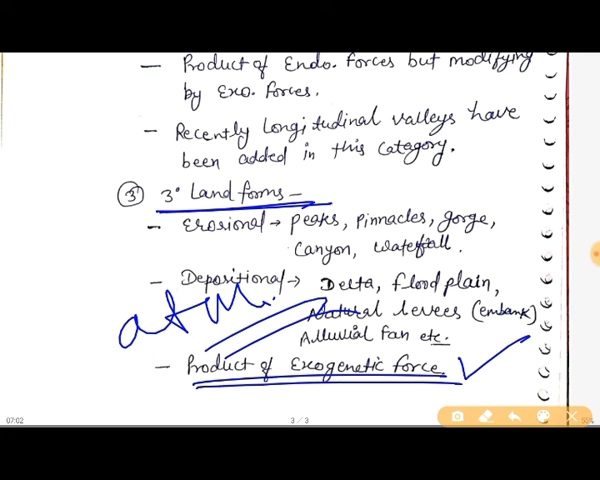 — Product of Endo. forces but modifying
by Exo. forces.
— Recently Longitudinal valleys have
been added in this category.
③ 3° Land forms -
— Erosional → peaks, pinnacles, gorge,
Canyon, waterfall.
— Depositional → Delta, flood plain,
Natural levees (embank)
Alluvial fan etc.
— Product of Exogenetic force.
07:02
3 / 3